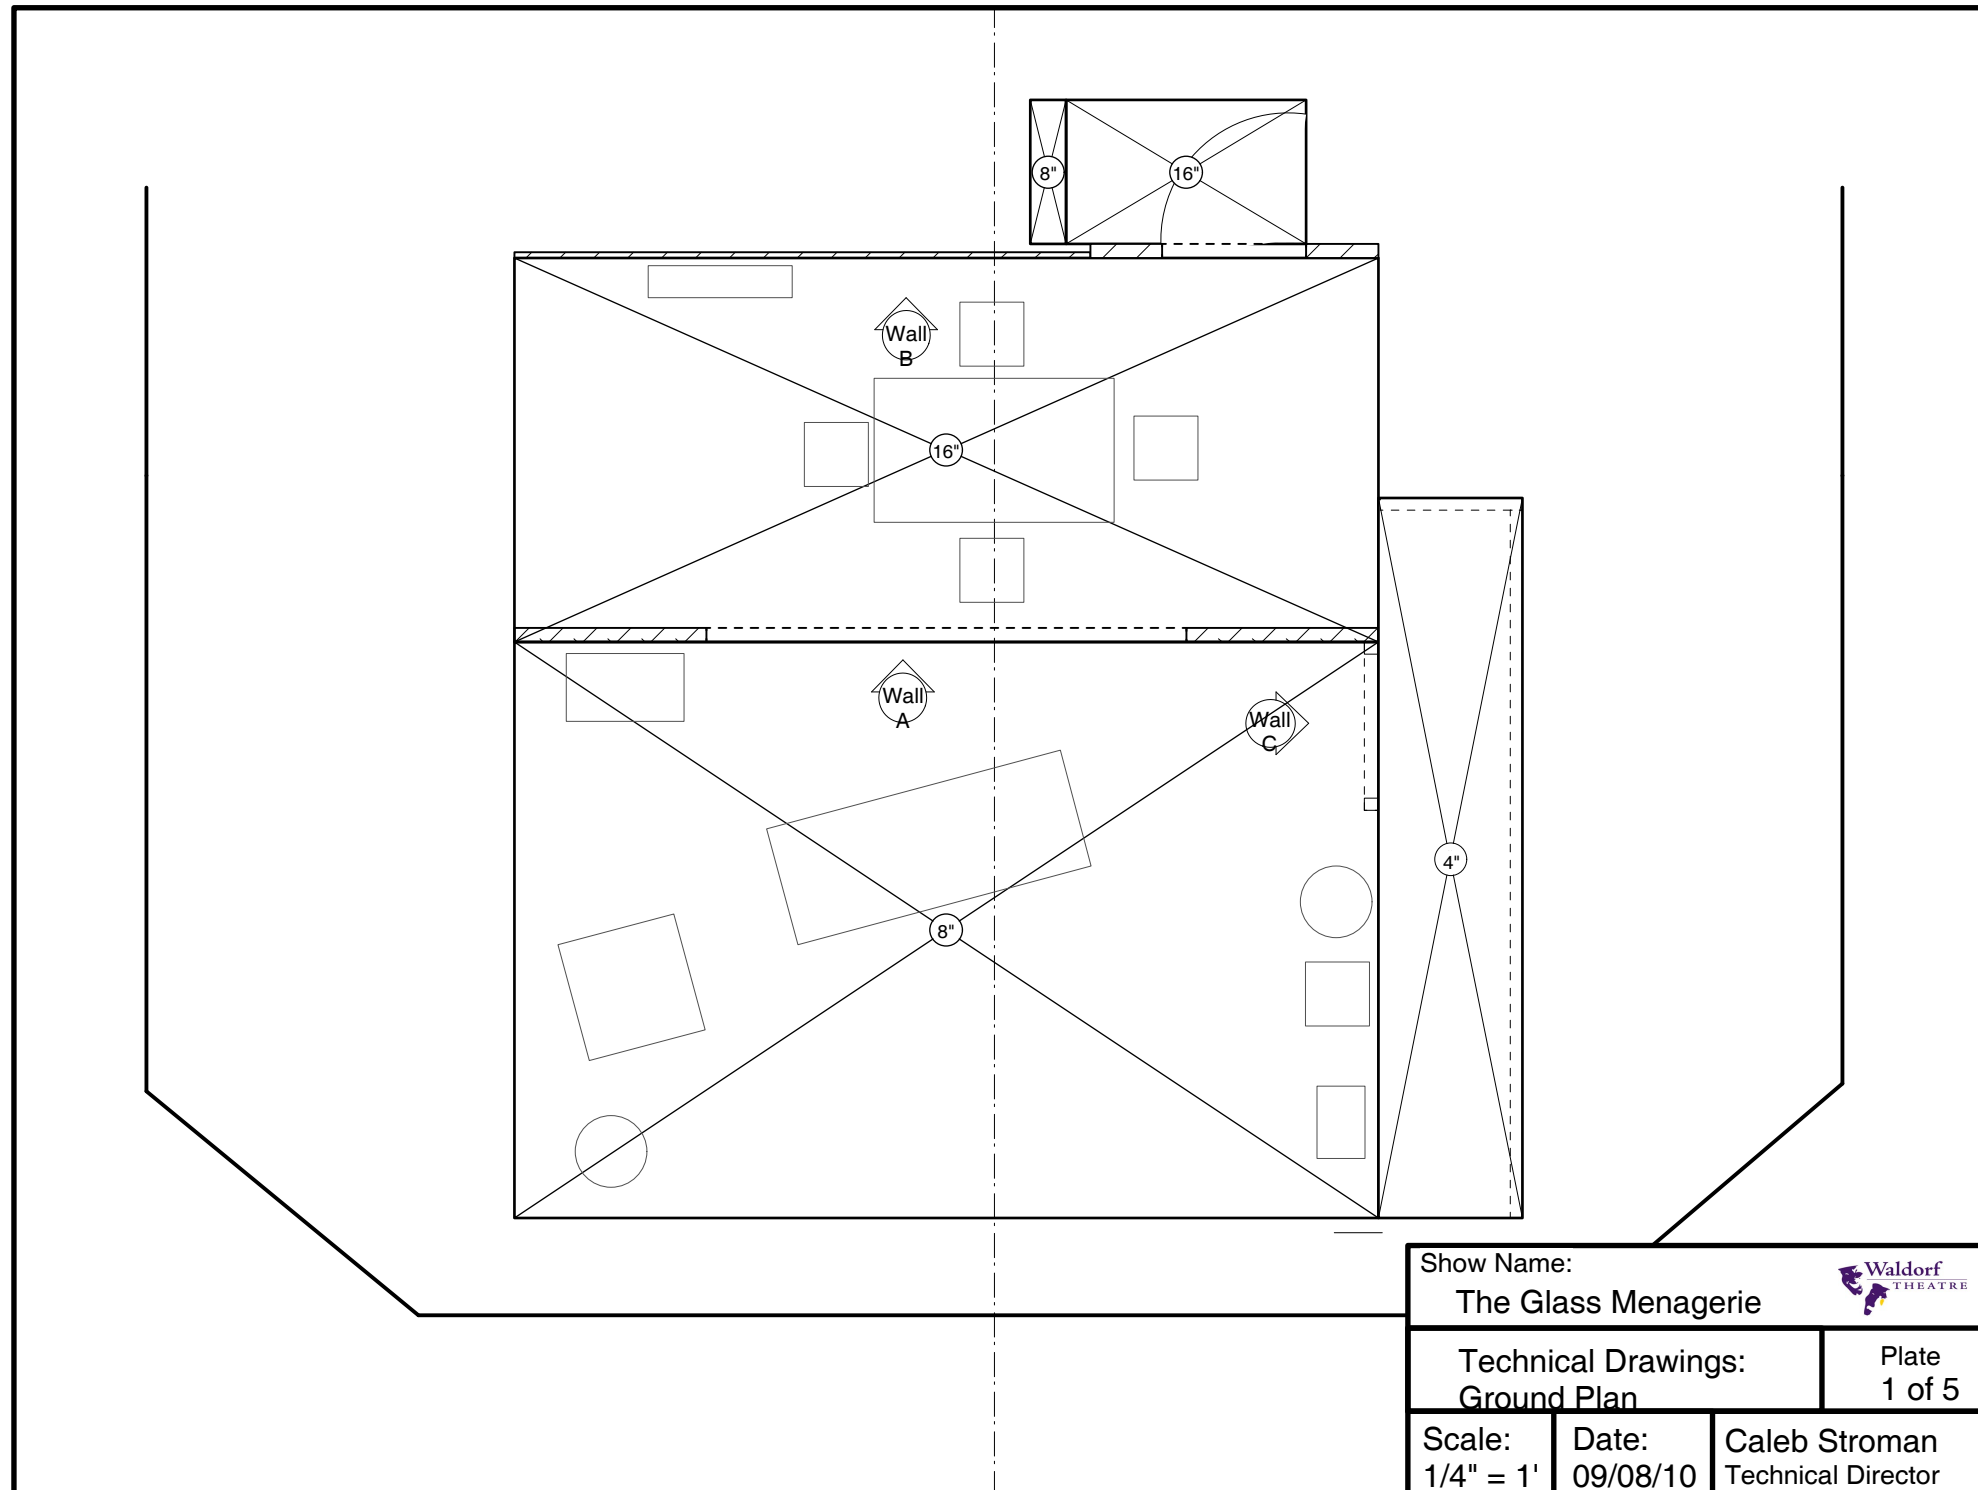 8"
16"
Wall
B
16"
Wall
A
Wall
C
4"
8"
Show Name:
The Glass Menagerie
Waldorf
THEATRE
Technical Drawings:
Ground Plan
Plate
1 of 5
Scale:
1/4" = 1'
Date:
09/08/10
Caleb Stroman
Technical Director